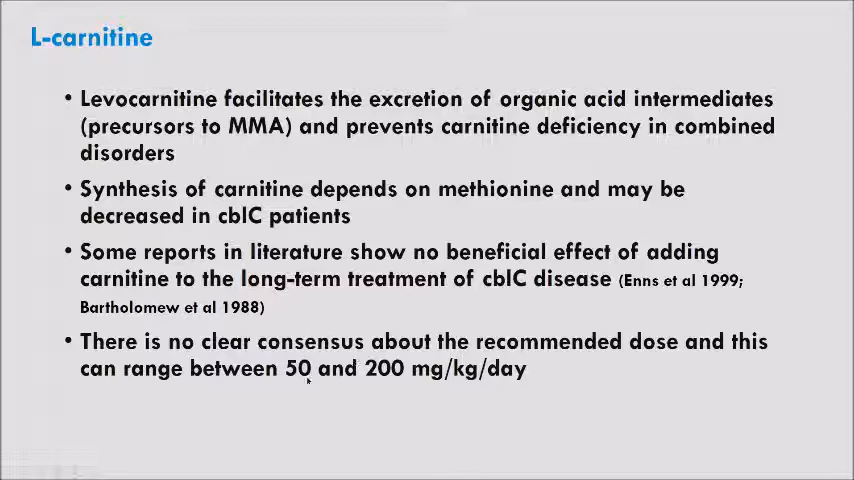 L-carnitine
• Levocarnitine facilitates the excretion of organic acid intermediates
(precursors to MMA) and prevents carnitine deficiency in combined
disorders
• Synthesis of carnitine depends on methionine and may be
decreased in cblC patients
• Some reports in literature show no beneficial effect of adding
carnitine to the long-term treatment of cblC disease (Enns et al 1999;
Bartholomew et al 1988)
• There is no clear consensus about the recommended dose and this
can range between 50 and 200 mg/kg/day